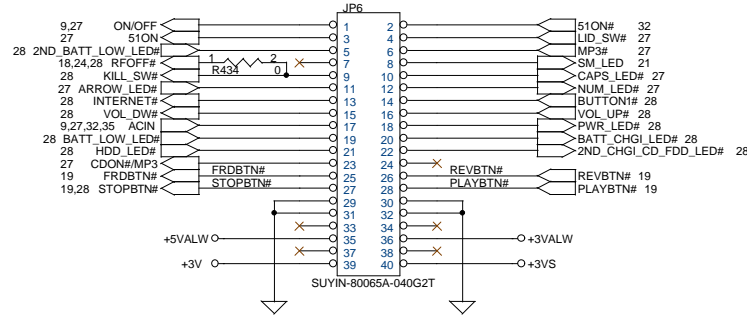 JP6
9,27 ON/OFF 1 2 51ON# 32
27 51ON 3 4 LID_SW# 27
28 2ND_BATT_LOW_LED# 5 6 MP3# 27
18,24,28 RFOFF# 1 2 7 8 SM_LED 21
28 KILL_SW# R434 0 9 10 CAPS_LED# 27
27 ARROW_LED# 11 12 NUM_LED# 27
28 INTERNET# 13 14 BUTTON1# 28
28 VOL_DW# 15 16 VOL_UP# 28
9,27,32,35 ACIN 17 18 PWR_LED# 28
28 BATT_LOW_LED# 19 20 BATT_CHGI_LED# 28
28 HDD_LED# 21 22 2ND_CHGI_CD_FDD_LED# 28
27 CDON#/MP3 23 24
19 FRDBTN# FRDBTN# 25 26 REVBTN# REVBTN# 19
19,28 STOPBTN# STOPBTN# 27 28 PLAYBTN# PLAYBTN# 19
29 30
31 32
33 34
+5VALW 35 36 +3VALW
37 38
+3V 39 40 +3VS
SUYIN-80065A-040G2T